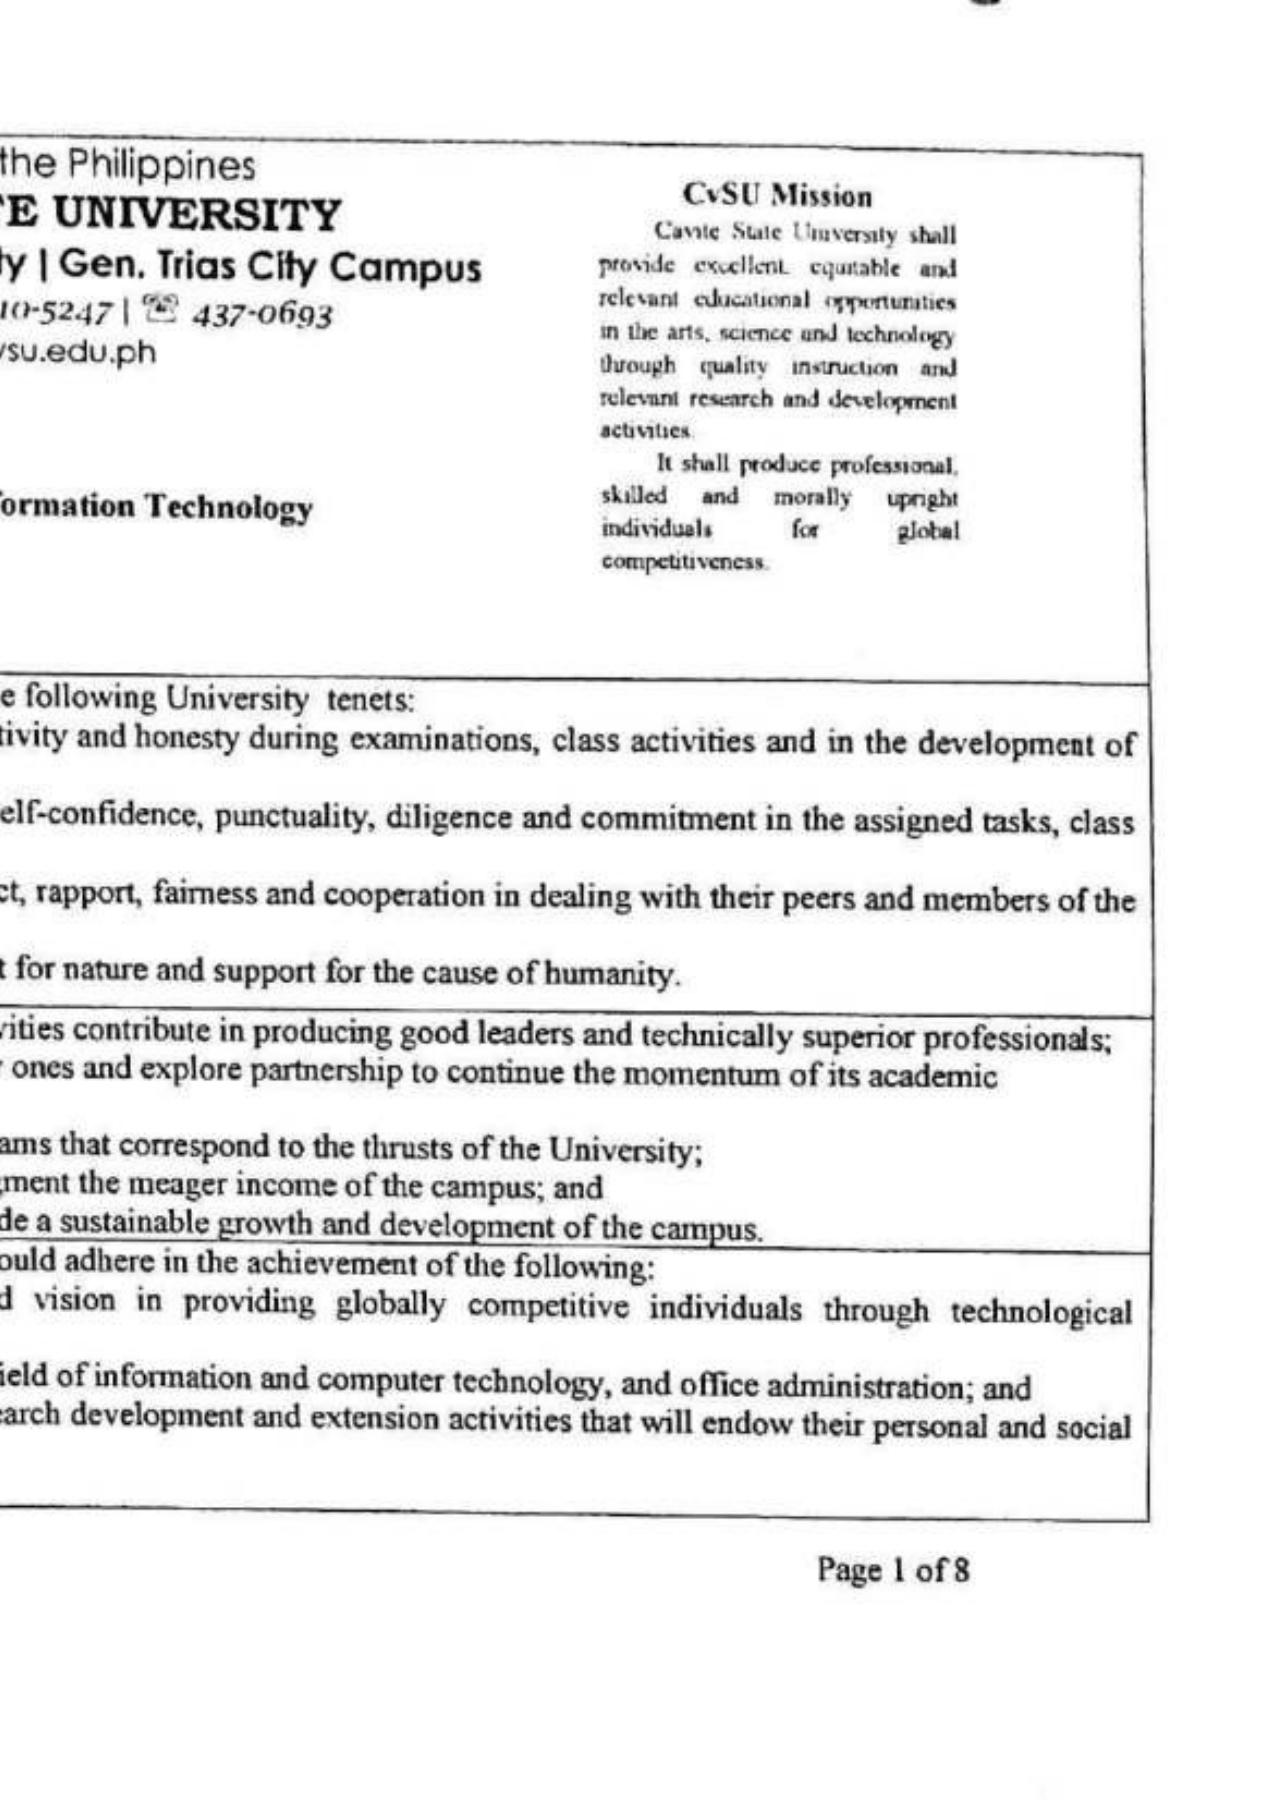 the Philippines
E UNIVERSITY
ty | Gen. Trias City Campus
10-5247 | ☏ 437-0693
vsu.edu.ph
ormation Technology
CvSU Mission
Cavite State University shall
provide excellent, equitable and
relevant educational opportunities
in the arts, science and technology
through quality instruction and
relevant research and development
activities.
It shall produce professional,
skilled and morally upright
individuals for global
competitiveness.
e following University tenets:
tivity and honesty during examinations, class activities and in the development of
elf-confidence, punctuality, diligence and commitment in the assigned tasks, class
ct, rapport, fairness and cooperation in dealing with their peers and members of the
t for nature and support for the cause of humanity.
vities contribute in producing good leaders and technically superior professionals;
r ones and explore partnership to continue the momentum of its academic
ams that correspond to the thrusts of the University;
gment the meager income of the campus; and
de a sustainable growth and development of the campus.
ould adhere in the achievement of the following:
d vision in providing globally competitive individuals through technological
ield of information and computer technology, and office administration; and
earch development and extension activities that will endow their personal and social
Page 1 of 8